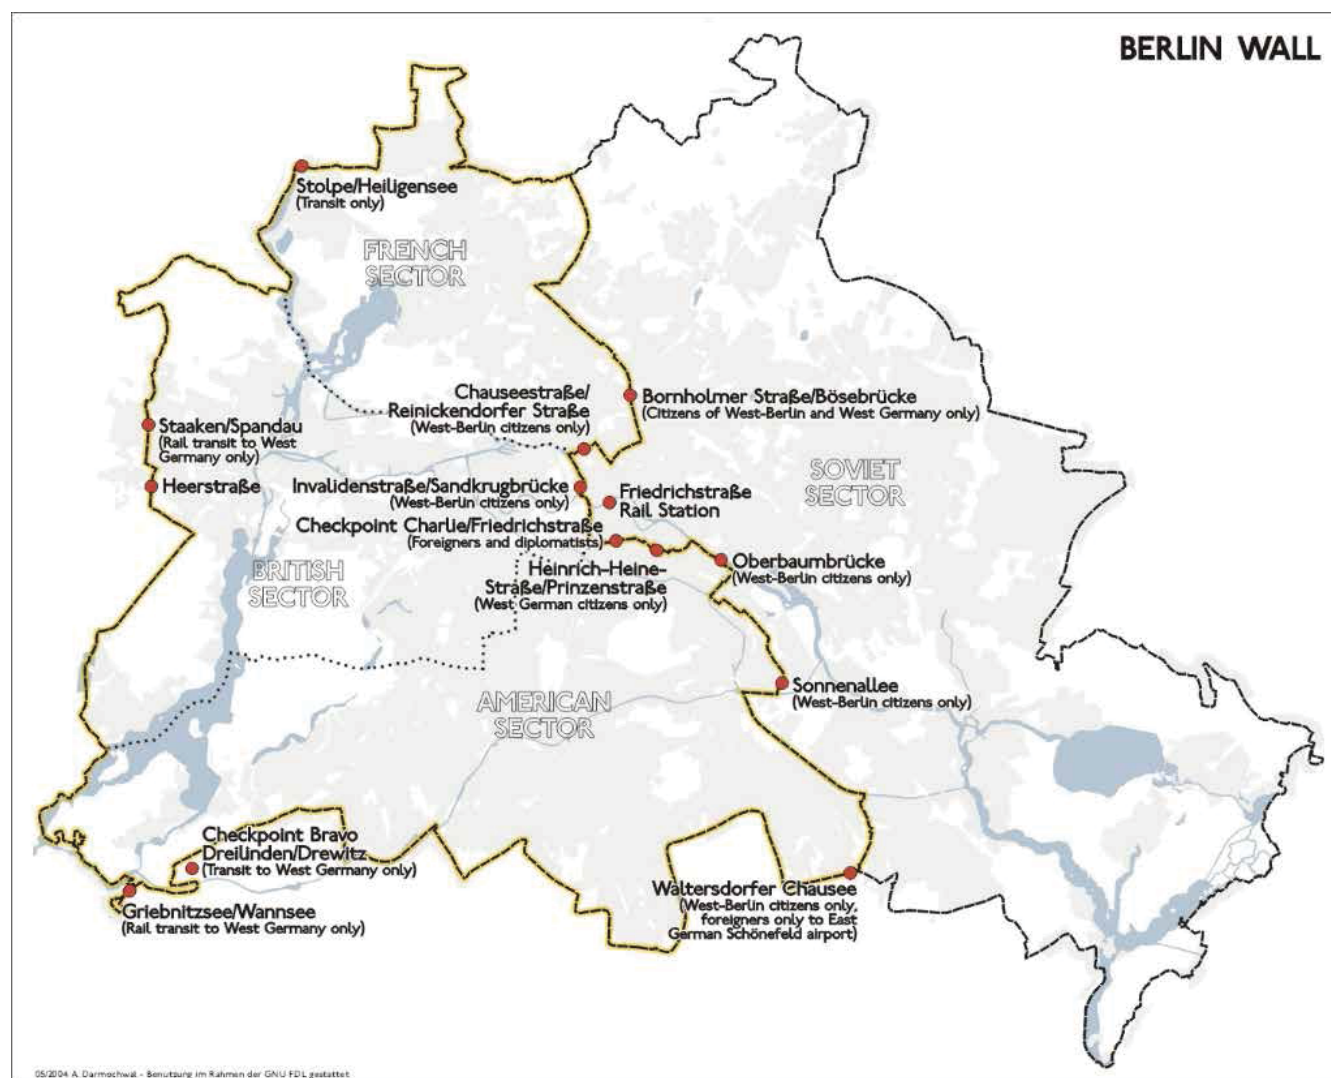 BERLIN WALL
Stolpe/Heiligensee
(Transit only)
FRENCH
SECTOR
Chauseestraße/
Reinickendorfer Straße
(West-Berlin citizens only)
Bornholmer Straße/Bösebrücke
(Citizens of West-Berlin and West Germany only)
Staaken/Spandau
(Rail transit to West
Germany only)
Heerstraße
SOVIET
SECTOR
Invalidenstraße/Sandkrugbrücke
(West-Berlin citizens only)
Friedrichstraße
Rail Station
Checkpoint Charlie/Friedrichstraße
(Foreigners and diplomatists)
BRITISH
SECTOR
Heinrich-Heine-
Straße/Prinzenstraße
(West German citizens only)
Oberbaumbrücke
(West-Berlin citizens only)
AMERICAN
SECTOR
Sonnenallee
(West-Berlin citizens only)
Checkpoint Bravo
Dreilinden/Drewitz
(Transit to West Germany only)
Griebnitzsee/Wannsee
(Rail transit to West Germany only)
Waltersdorfer Chausee
(West-Berlin citizens only,
foreigners only to East
German Schönefeld airport)
05/2004 A. Darmochwal - Benutzung im Rahmen der GNU FDL gestattet